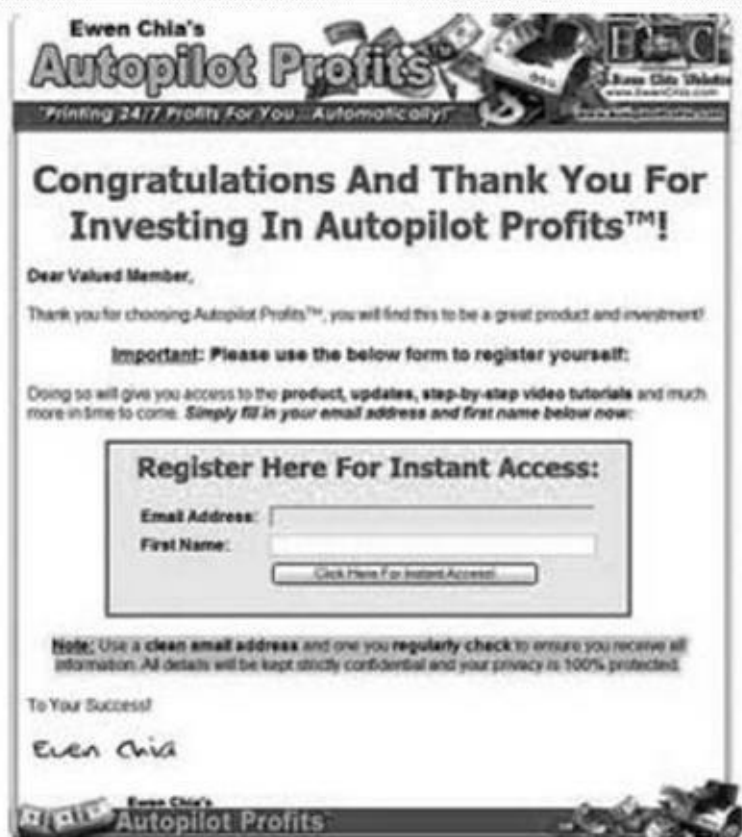 Ewen Chia's
Autopilot Profits
"Printing 24/7 Profits For You...Automatically!"
www.EwenChia.com
Congratulations And Thank You For
Investing In Autopilot Profits™!
Dear Valued Member,
Thank you for choosing Autopilot Profits™, you will find this to be a great product and investment!
Important: Please use the below form to register yourself:
Doing so will give you access to the product, updates, step-by-step video tutorials and much
more in time to come. Simply fill in your email address and first name below now:
Register Here For Instant Access:
Email Address:
First Name:
Click Here For Instant Access!
Note: Use a clean email address and one you regularly check to ensure you receive all
information. All details will be kept strictly confidential and your privacy is 100% protected.
To Your Success!
Ewen Chia
Ewen Chia's
Autopilot Profits